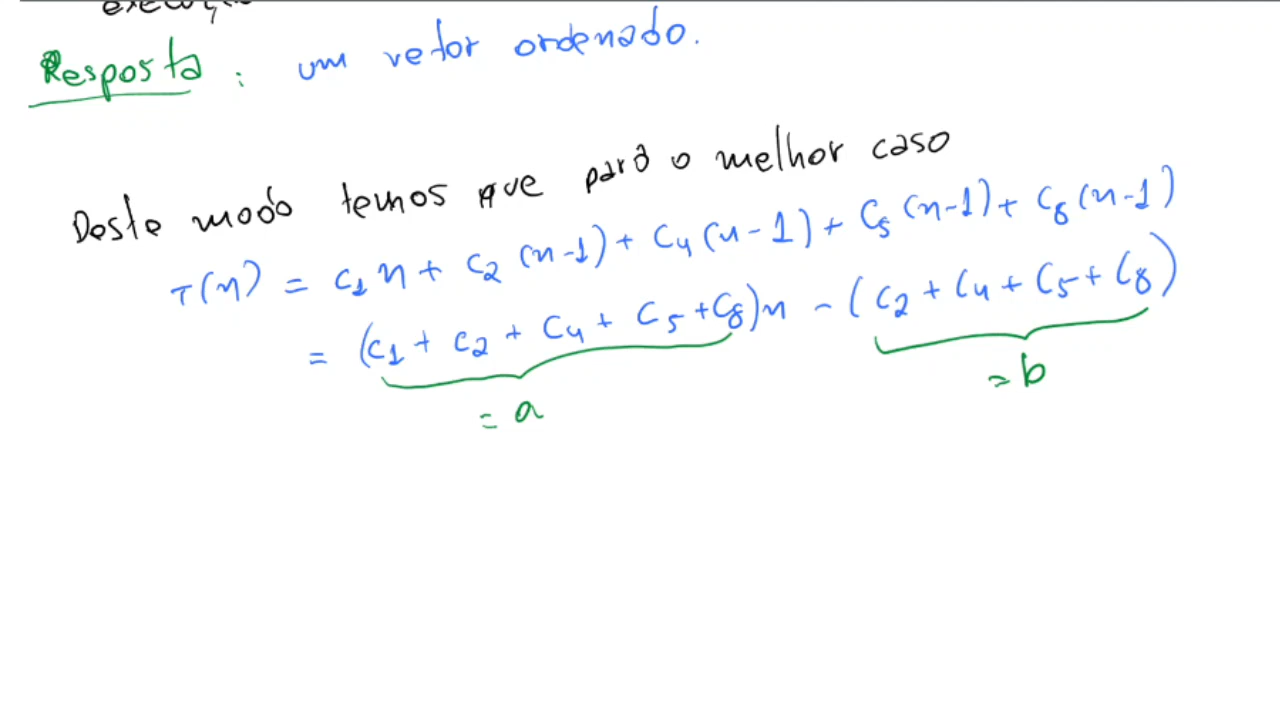 Resposta: um vetor ordenado.
Deste modo temos que para o melhor caso
T(n) = c₁n + c₂(n-1) + c₄(n-1) + c₅(n-1) + c₈(n-1)
= (c₁ + c₂ + c₄ + c₅ + c₈)n - (c₂ + c₄ + c₅ + c₈)
= a = b